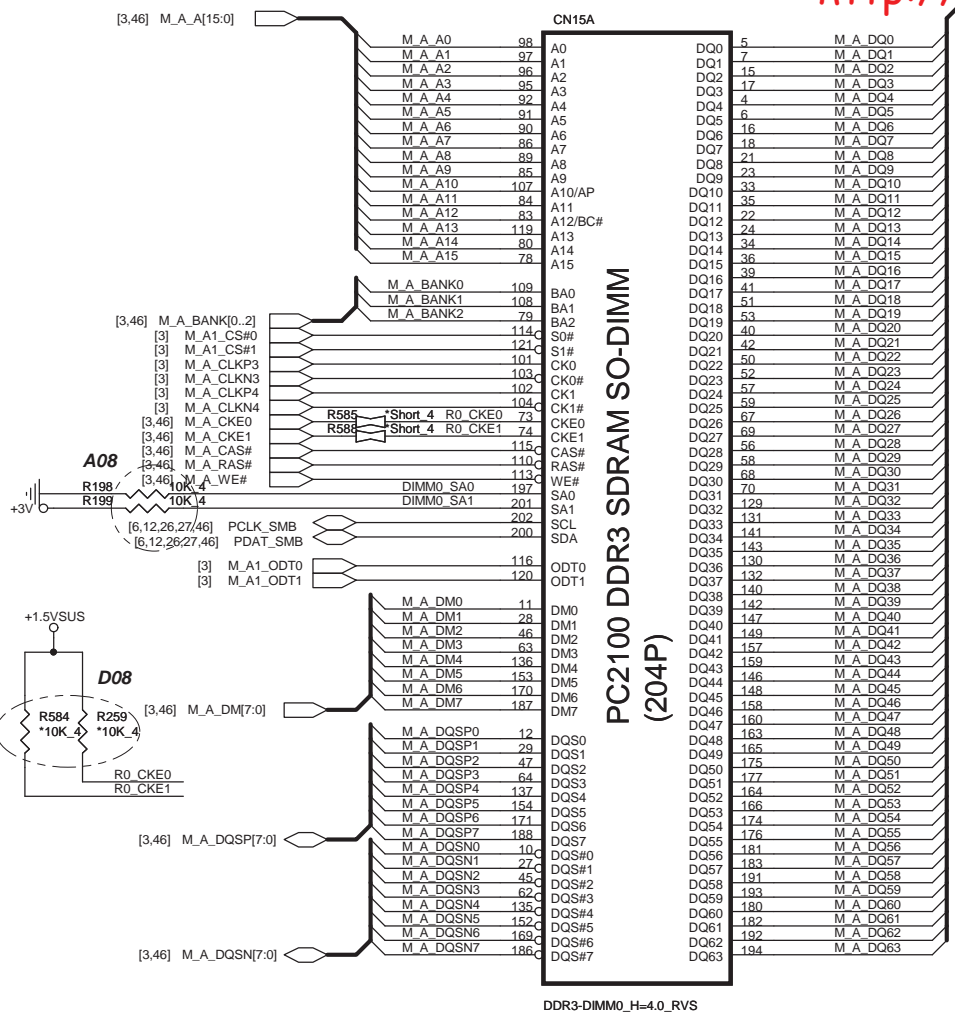 [3,46] M_A_A[15:0]
CN15A
M_A_A0 98 A0 DQ0 5 M_A_DQ0
M_A_A1 97 A1 DQ1 7 M_A_DQ1
M_A_A2 96 A2 DQ2 15 M_A_DQ2
M_A_A3 95 A3 DQ3 17 M_A_DQ3
M_A_A4 92 A4 DQ4 4 M_A_DQ4
M_A_A5 91 A5 DQ5 6 M_A_DQ5
M_A_A6 90 A6 DQ6 16 M_A_DQ6
M_A_A7 86 A7 DQ7 18 M_A_DQ7
M_A_A8 89 A8 DQ8 21 M_A_DQ8
M_A_A9 85 A9 DQ9 23 M_A_DQ9
M_A_A10 107 A10/AP DQ10 33 M_A_DQ10
M_A_A11 84 A11 DQ11 35 M_A_DQ11
M_A_A12 83 A12/BC# DQ12 22 M_A_DQ12
M_A_A13 119 A13 DQ13 24 M_A_DQ13
M_A_A14 80 A14 DQ14 34 M_A_DQ14
M_A_A15 78 A15 DQ15 36 M_A_DQ15
DQ16 39 M_A_DQ16
M_A_BANK0 109 BA0 DQ17 41 M_A_DQ17
M_A_BANK1 108 BA1 DQ18 51 M_A_DQ18
[3,46] M_A_BANK[0..2] M_A_BANK2 79 BA2 DQ19 53 M_A_DQ19
[3] M_A1_CS#0 114 S0# DQ20 40 M_A_DQ20
[3] M_A1_CS#1 121 S1# DQ21 42 M_A_DQ21
[3] M_A_CLKP3 101 CK0 DQ22 50 M_A_DQ22
[3] M_A_CLKN3 103 CK0# DQ23 52 M_A_DQ23
[3] M_A_CLKP4 102 CK1 DQ24 57 M_A_DQ24
[3] M_A_CLKN4 104 CK1# DQ25 59 M_A_DQ25
[3,46] M_A_CKE0 R585 *Short_4 R0_CKE0 73 CKE0 DQ26 67 M_A_DQ26
[3,46] M_A_CKE1 R588 *Short_4 R0_CKE1 74 CKE1 DQ27 69 M_A_DQ27
[3,46] M_A_CAS# 115 CAS# DQ28 56 M_A_DQ28
[3,46] M_A_RAS# 110 RAS# DQ29 58 M_A_DQ29
[3,46] M_A_WE# 113 WE# DQ30 68 M_A_DQ30
A08
R198 10K_4 DIMM0_SA0 197 SA0 DQ31 70 M_A_DQ31
+3V R199 10K_4 DIMM0_SA1 201 SA1 DQ32 129 M_A_DQ32
[6,12,26,27,46] PCLK_SMB 202 SCL DQ33 131 M_A_DQ33
[6,12,26,27,46] PDAT_SMB 200 SDA DQ34 141 M_A_DQ34
DQ35 143 M_A_DQ35
[3] M_A1_ODT0 116 ODT0 DQ36 130 M_A_DQ36
[3] M_A1_ODT1 120 ODT1 DQ37 132 M_A_DQ37
DQ38 140 M_A_DQ38
M_A_DM0 11 DM0 DQ39 142 M_A_DQ39
M_A_DM1 28 DM1 DQ40 147 M_A_DQ40
M_A_DM2 46 DM2 DQ41 149 M_A_DQ41
M_A_DM3 63 DM3 DQ42 157 M_A_DQ42
M_A_DM4 136 DM4 DQ43 159 M_A_DQ43
M_A_DM5 153 DM5 DQ44 146 M_A_DQ44
M_A_DM6 170 DM6 DQ45 148 M_A_DQ45
[3,46] M_A_DM[7:0] M_A_DM7 187 DM7 DQ46 158 M_A_DQ46
DQ47 160 M_A_DQ47
M_A_DQSP0 12 DQS0 DQ48 163 M_A_DQ48
M_A_DQSP1 29 DQS1 DQ49 165 M_A_DQ49
M_A_DQSP2 47 DQS2 DQ50 175 M_A_DQ50
M_A_DQSP3 64 DQS3 DQ51 177 M_A_DQ51
M_A_DQSP4 137 DQS4 DQ52 164 M_A_DQ52
M_A_DQSP5 154 DQS5 DQ53 166 M_A_DQ53
M_A_DQSP6 171 DQS6 DQ54 174 M_A_DQ54
[3,46] M_A_DQSP[7:0] M_A_DQSP7 188 DQS7 DQ55 176 M_A_DQ55
M_A_DQSN0 10 DQS#0 DQ56 181 M_A_DQ56
M_A_DQSN1 27 DQS#1 DQ57 183 M_A_DQ57
M_A_DQSN2 45 DQS#2 DQ58 191 M_A_DQ58
M_A_DQSN3 62 DQS#3 DQ59 193 M_A_DQ59
M_A_DQSN4 135 DQS#4 DQ60 180 M_A_DQ60
M_A_DQSN5 152 DQS#5 DQ61 182 M_A_DQ61
M_A_DQSN6 169 DQS#6 DQ62 192 M_A_DQ62
[3,46] M_A_DQSN[7:0] M_A_DQSN7 186 DQS#7 DQ63 194 M_A_DQ63
PC2100 DDR3 SDRAM SO-DIMM
(204P)
+1.5VSUS
D08
R584 R259
*10K_4 *10K_4
R0_CKE0
R0_CKE1
DDR3-DIMM0_H=4.0_RVS